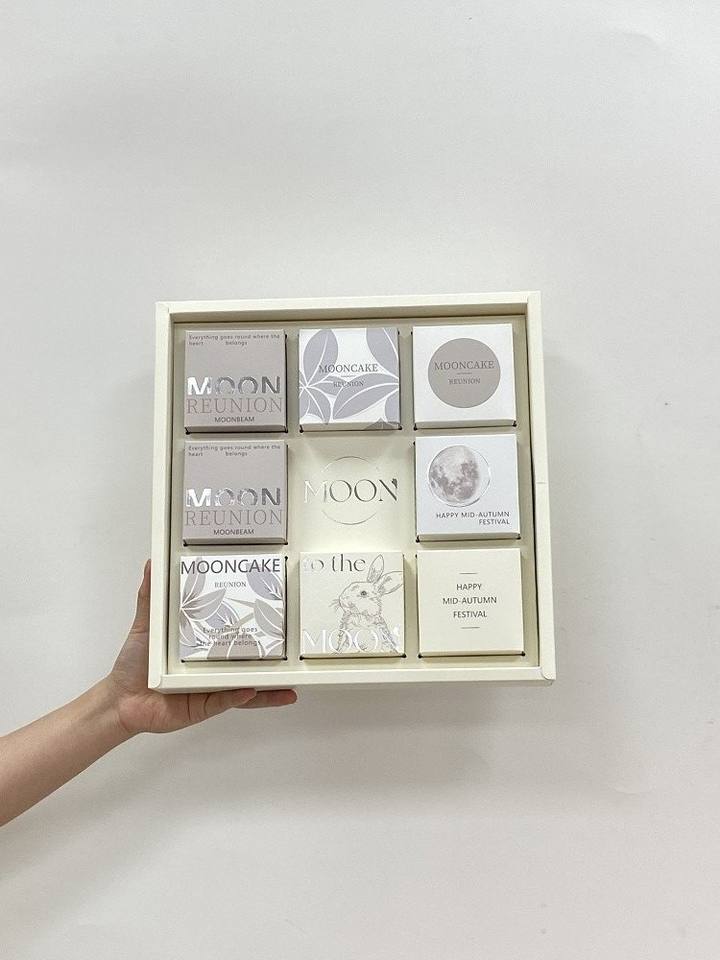 Everything goes round where the
heart belongs
MOON
REUNION
MOONBEAM
MOONCAKE
REUNION
MOONCAKE
REUNION
Everything goes round where the
heart belongs
MOON
REUNION
MOONBEAM
MOON
HAPPY MID-AUTUMN
FESTIVAL
MOONCAKE
REUNION
Everything goes
round where
the heart belongs
to the
MOON
HAPPY
MID-AUTUMN
FESTIVAL